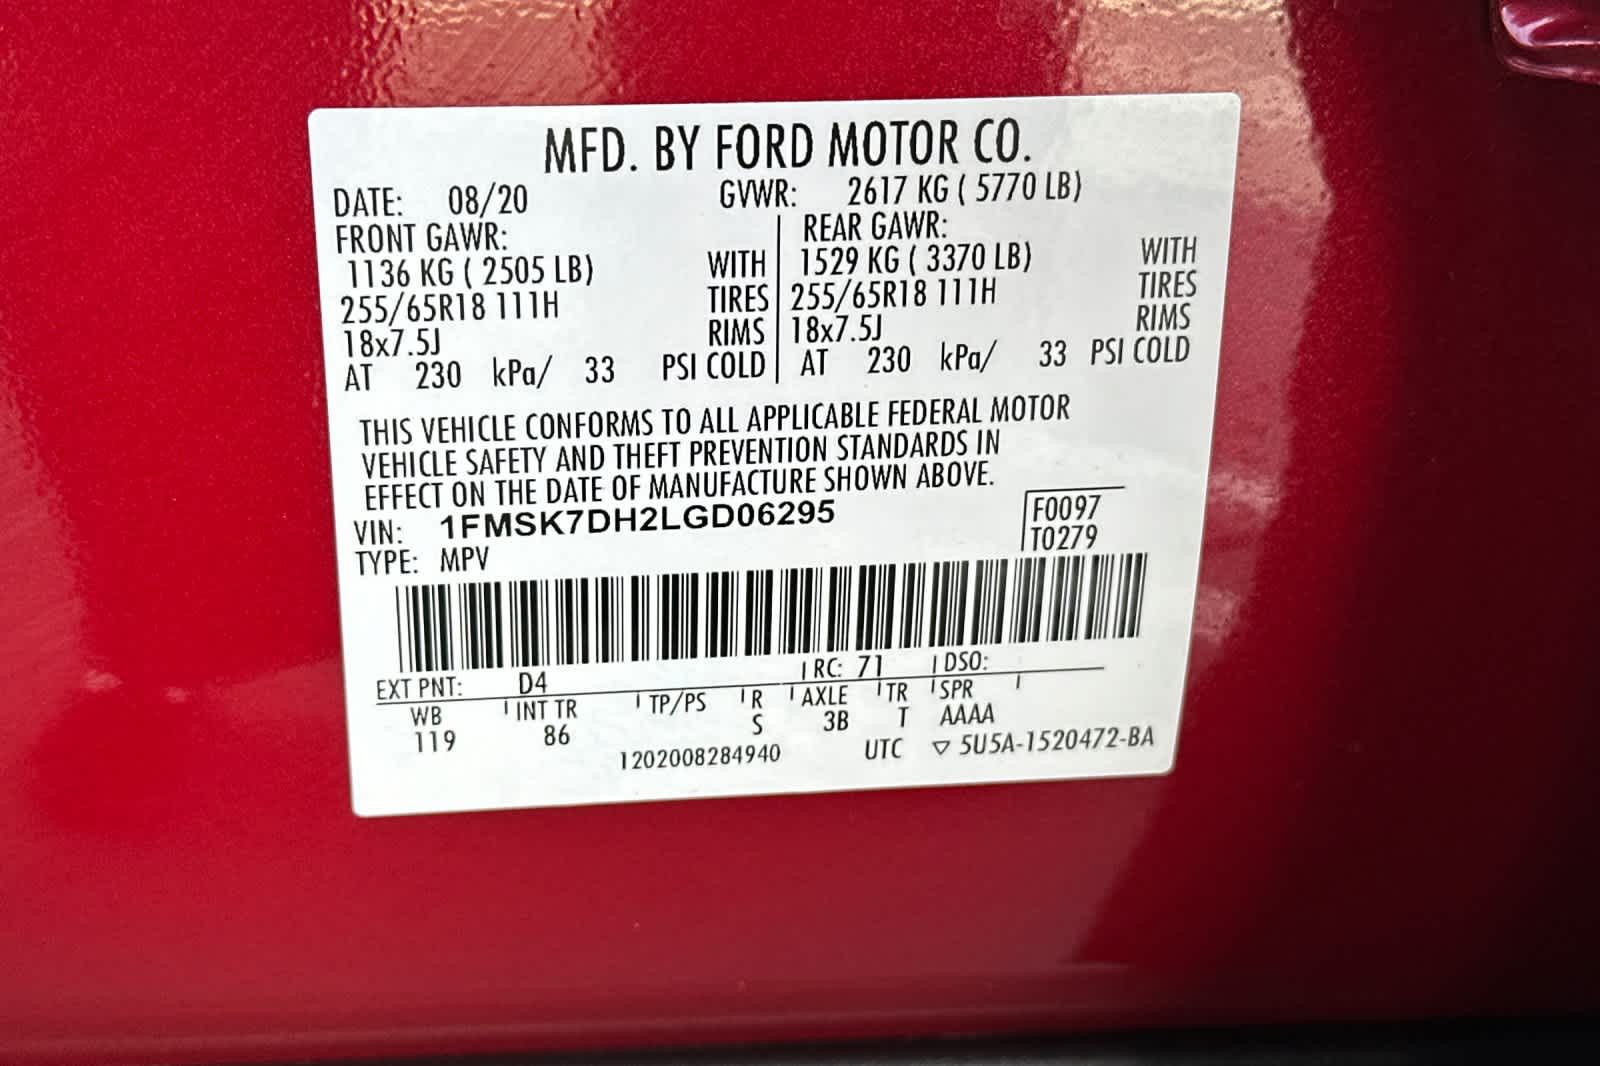 MFD. BY FORD MOTOR CO.
DATE: 08/20 GVWR: 2617 KG ( 5770 LB)
FRONT GAWR: REAR GAWR:
1136 KG ( 2505 LB) WITH 1529 KG ( 3370 LB) WITH
255/65R18 111H TIRES 255/65R18 111H TIRES
18x7.5J RIMS 18x7.5J RIMS
AT 230 kPa/ 33 PSI COLD AT 230 kPa/ 33 PSI COLD
THIS VEHICLE CONFORMS TO ALL APPLICABLE FEDERAL MOTOR
VEHICLE SAFETY AND THEFT PREVENTION STANDARDS IN
EFFECT ON THE DATE OF MANUFACTURE SHOWN ABOVE.
VIN: 1FMSK7DH2LGD06295 F0097
TYPE: MPV T0279
EXT PNT: D4 RC: 71 DSO:
WB INT TR TP/PS R AXLE TR SPR
119 86 S 3B T AAAA
1202008284940 UTC ▽ 5U5A-1520472-BA